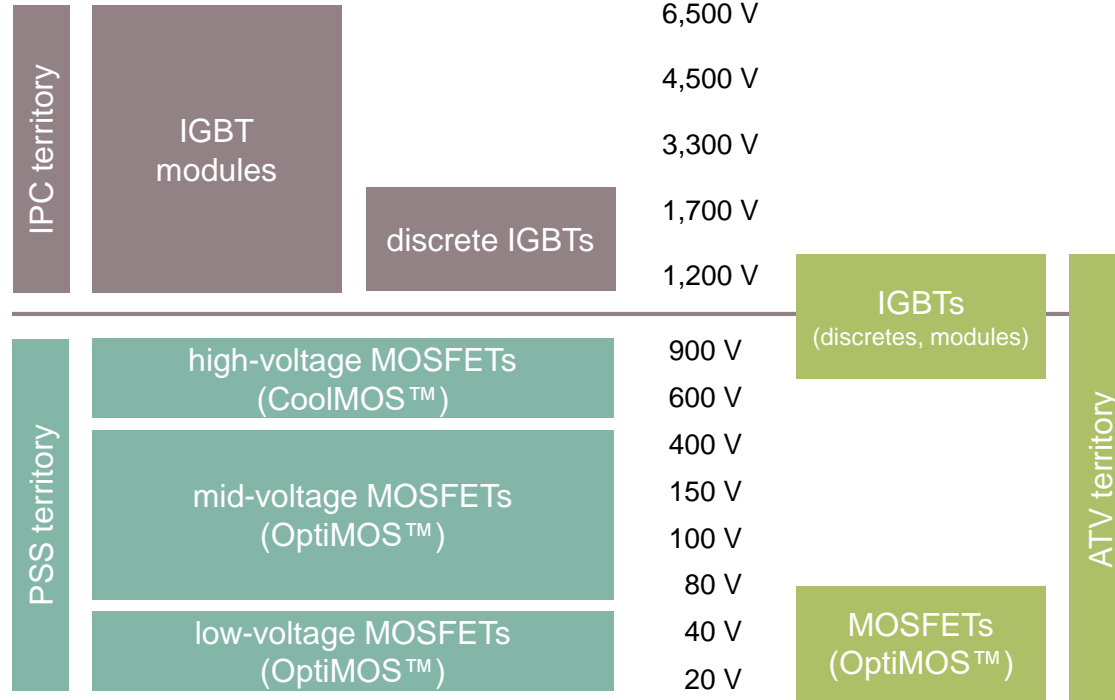 IPC territory
IGBT
modules
discrete IGBTs
6,500 V
4,500 V
3,300 V
1,700 V
1,200 V
IGBTs
(discretes, modules)
PSS territory
high-voltage MOSFETs
(CoolMOS™)
mid-voltage MOSFETs
(OptiMOS™)
low-voltage MOSFETs
(OptiMOS™)
900 V
600 V
400 V
150 V
100 V
80 V
40 V
20 V
MOSFETs
(OptiMOS™)
ATV territory